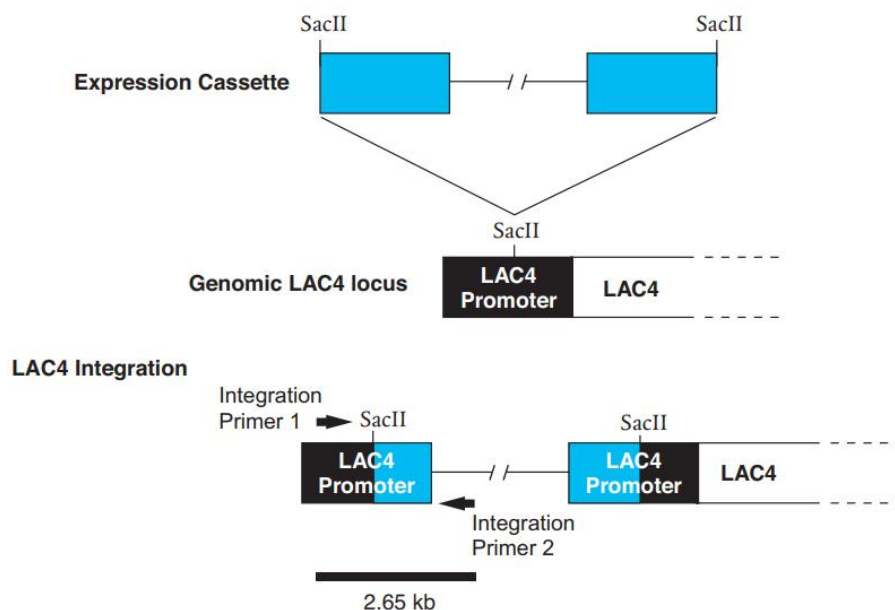 SacII
SacII
Expression Cassette
SacII
Genomic LAC4 locus
LAC4
Promoter
LAC4
LAC4 Integration
Integration
Primer 1
SacII
SacII
LAC4
Promoter
LAC4
Promoter
LAC4
Integration
Primer 2
2.65 kb